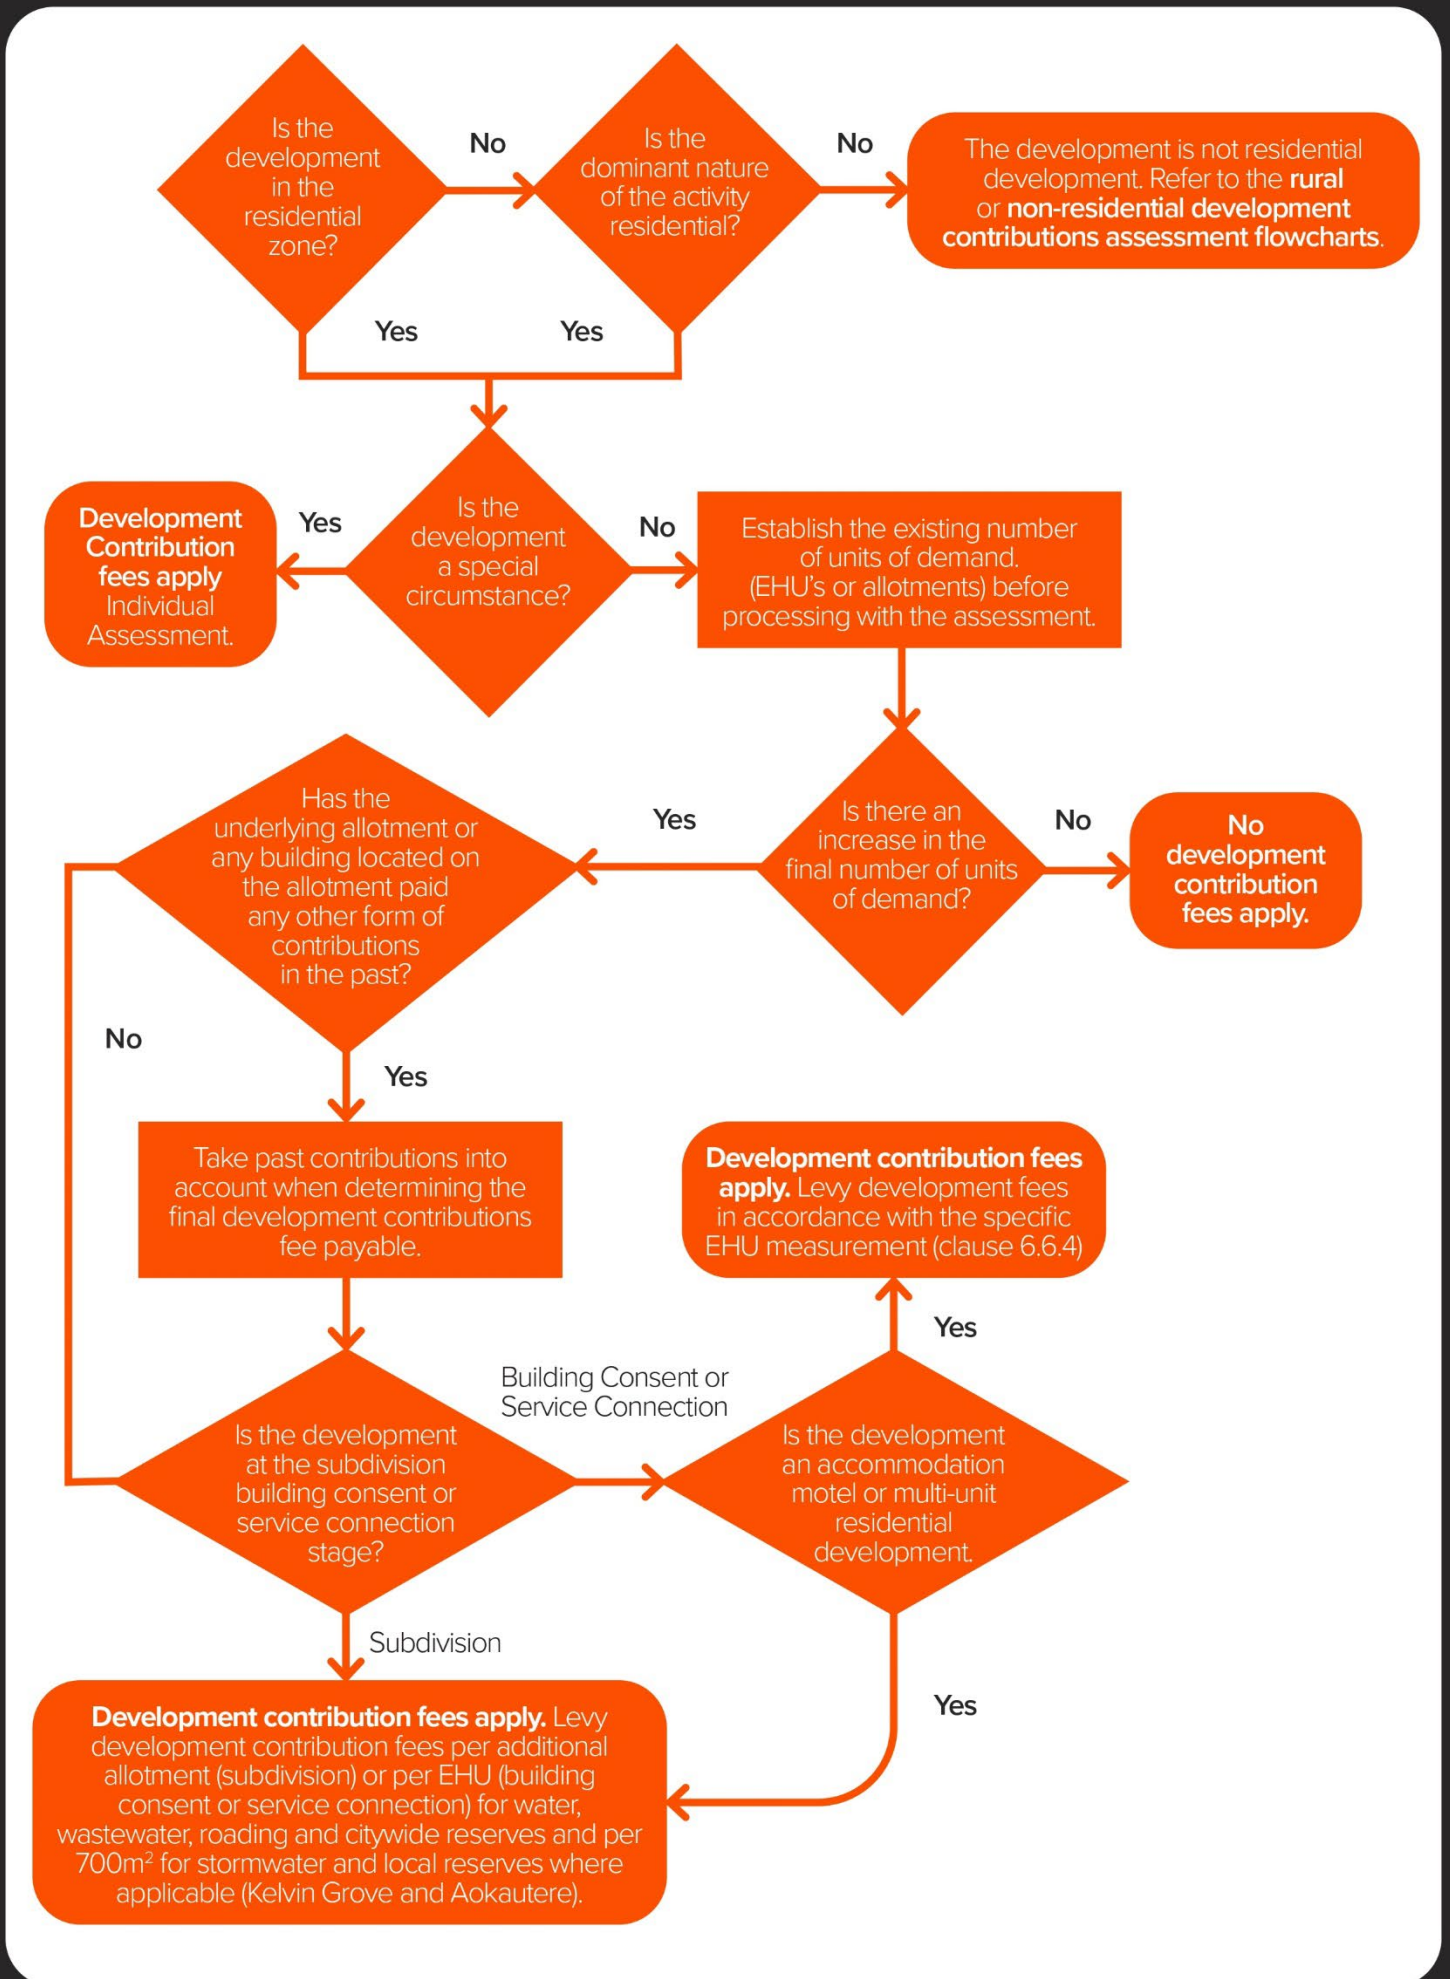 Is the
development
in the
residential
zone?
No
Is the
dominant nature
of the activity
residential?
No
The development is not residential
development. Refer to the rural
or non-residential development
contributions assessment flowcharts.
Yes
Yes
Development
Contribution
fees apply
Individual
Assessment.
Yes
Is the
development
a special
circumstance?
No
Establish the existing number
of units of demand.
(EHU's or allotments) before
processing with the assessment.
Has the
underlying allotment or
any building located on
the allotment paid
any other form of
contributions
in the past?
Yes
Is there an
increase in the
final number of units
of demand?
No
No
development
contribution
fees apply.
No
Yes
Take past contributions into
account when determining the
final development contributions
fee payable.
Development contribution fees
apply. Levy development fees
in accordance with the specific
EHU measurement (clause 6.6.4)
Yes
Building Consent or
Service Connection
Is the development
at the subdivision
building consent or
service connection
stage?
Is the development
an accommodation
motel or multi-unit
residential
development.
Subdivision
Yes
Development contribution fees apply. Levy
development contribution fees per additional
allotment (subdivision) or per EHU (building
consent or service connection) for water,
wastewater, roading and citywide reserves and per
700m² for stormwater and local reserves where
applicable (Kelvin Grove and Aokautere).